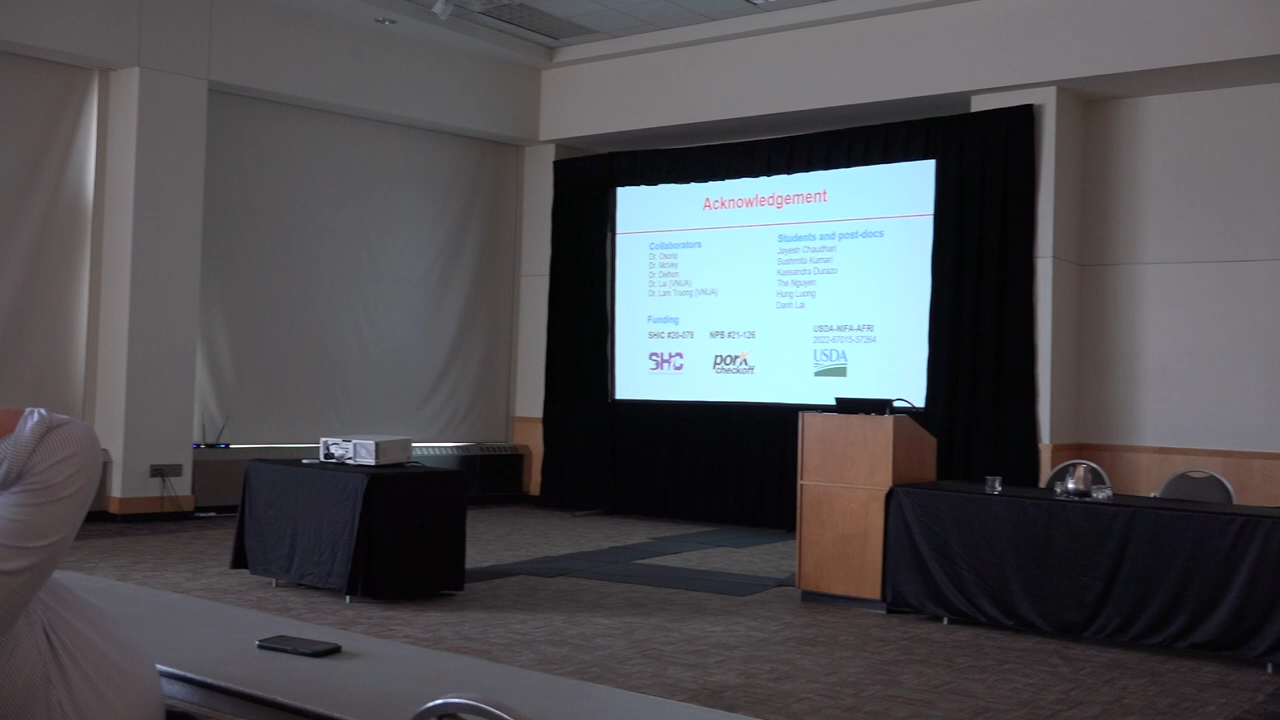 Acknowledgement
Collaborators
Dr. Osorio
Dr. McVey
Dr. Delhon
Dr. Lai (VNUA)
Dr. Lam Truong (VNUA)
Students and post-docs
Jayesh Chaudhari
Sushmita Kumari
Kassandra Durazo
The Nguyen
Hung Luong
Danh Lai
Funding
SHIC #20-078
NPB #21-126
USDA-NIFA-AFRI
2022-67015-37264
SHIC
pork
checkoff
USDA